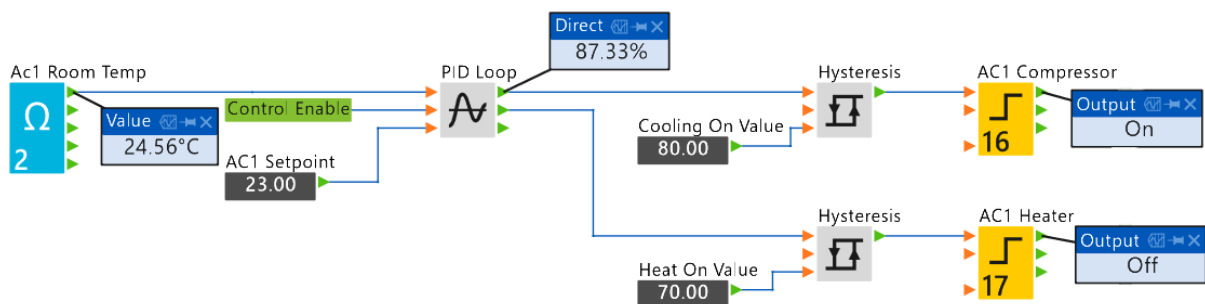 Direct
87.33%
Ac1 Room Temp
PID Loop
Hysteresis
AC1 Compressor
Ω
2
Value
24.56°C
Control Enable
AC1 Setpoint
23.00
Cooling On Value
80.00
16
Output
On
Hysteresis
AC1 Heater
Heat On Value
70.00
17
Output
Off